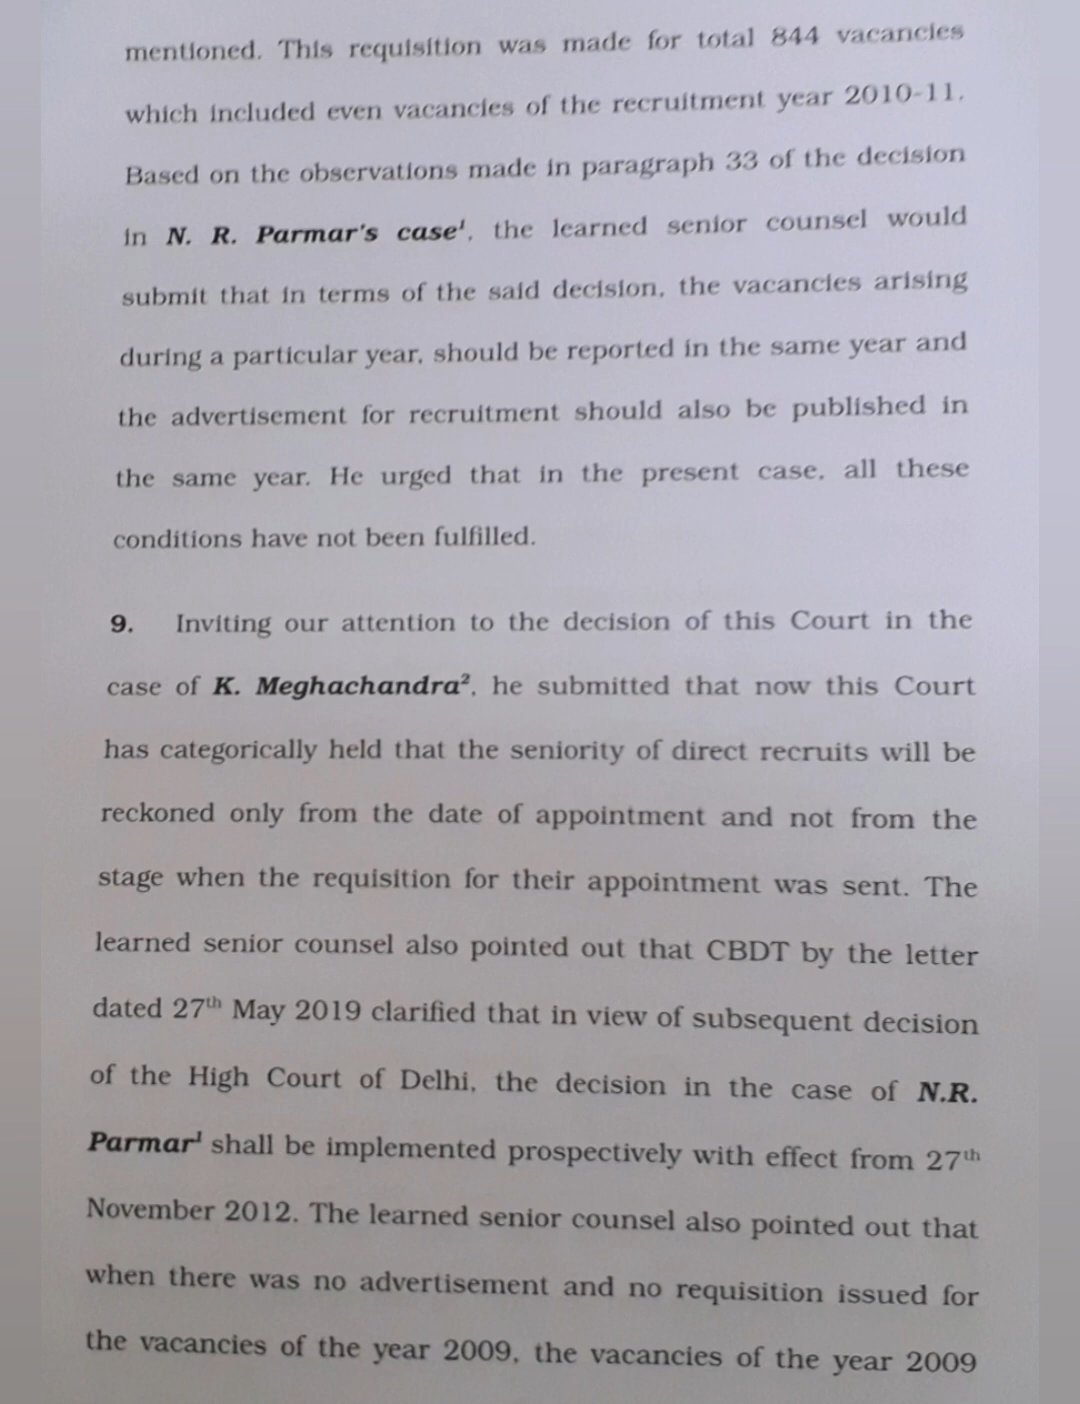 mentioned. This requisition was made for total 844 vacancies
which included even vacancies of the recruitment year 2010-11.
Based on the observations made in paragraph 33 of the decision
in N. R. Parmar's case¹, the learned senior counsel would
submit that in terms of the said decision, the vacancies arising
during a particular year, should be reported in the same year and
the advertisement for recruitment should also be published in
the same year. He urged that in the present case, all these
conditions have not been fulfilled.
9. Inviting our attention to the decision of this Court in the
case of K. Meghachandra², he submitted that now this Court
has categorically held that the seniority of direct recruits will be
reckoned only from the date of appointment and not from the
stage when the requisition for their appointment was sent. The
learned senior counsel also pointed out that CBDT by the letter
dated 27th May 2019 clarified that in view of subsequent decision
of the High Court of Delhi, the decision in the case of N.R.
Parmar¹ shall be implemented prospectively with effect from 27th
November 2012. The learned senior counsel also pointed out that
when there was no advertisement and no requisition issued for
the vacancies of the year 2009, the vacancies of the year 2009